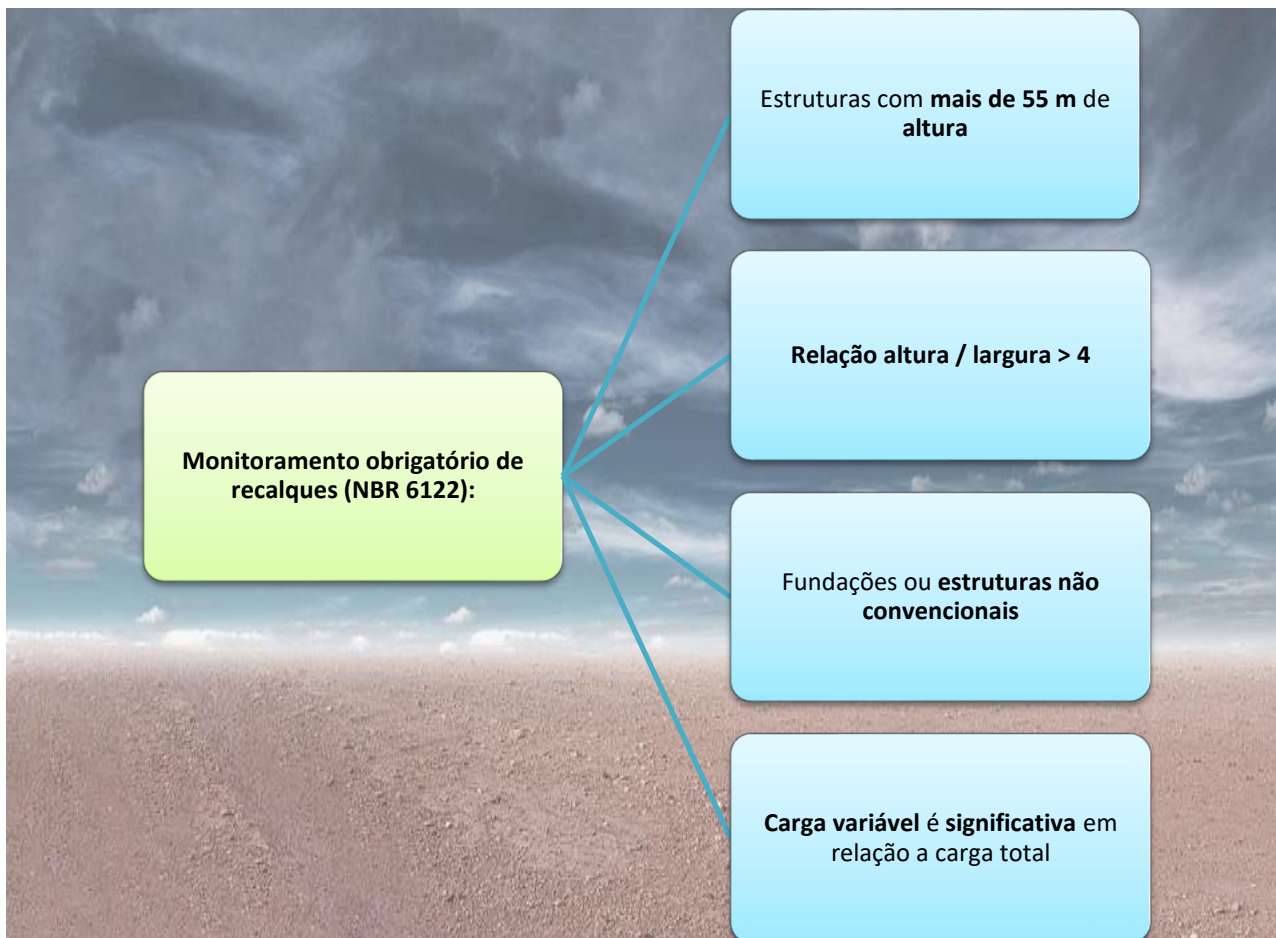 Estruturas com mais de 55 m de
altura
Relação altura / largura > 4
Monitoramento obrigatório de
recalques (NBR 6122):
Fundações ou estruturas não
convencionais
Carga variável é significativa em
relação a carga total